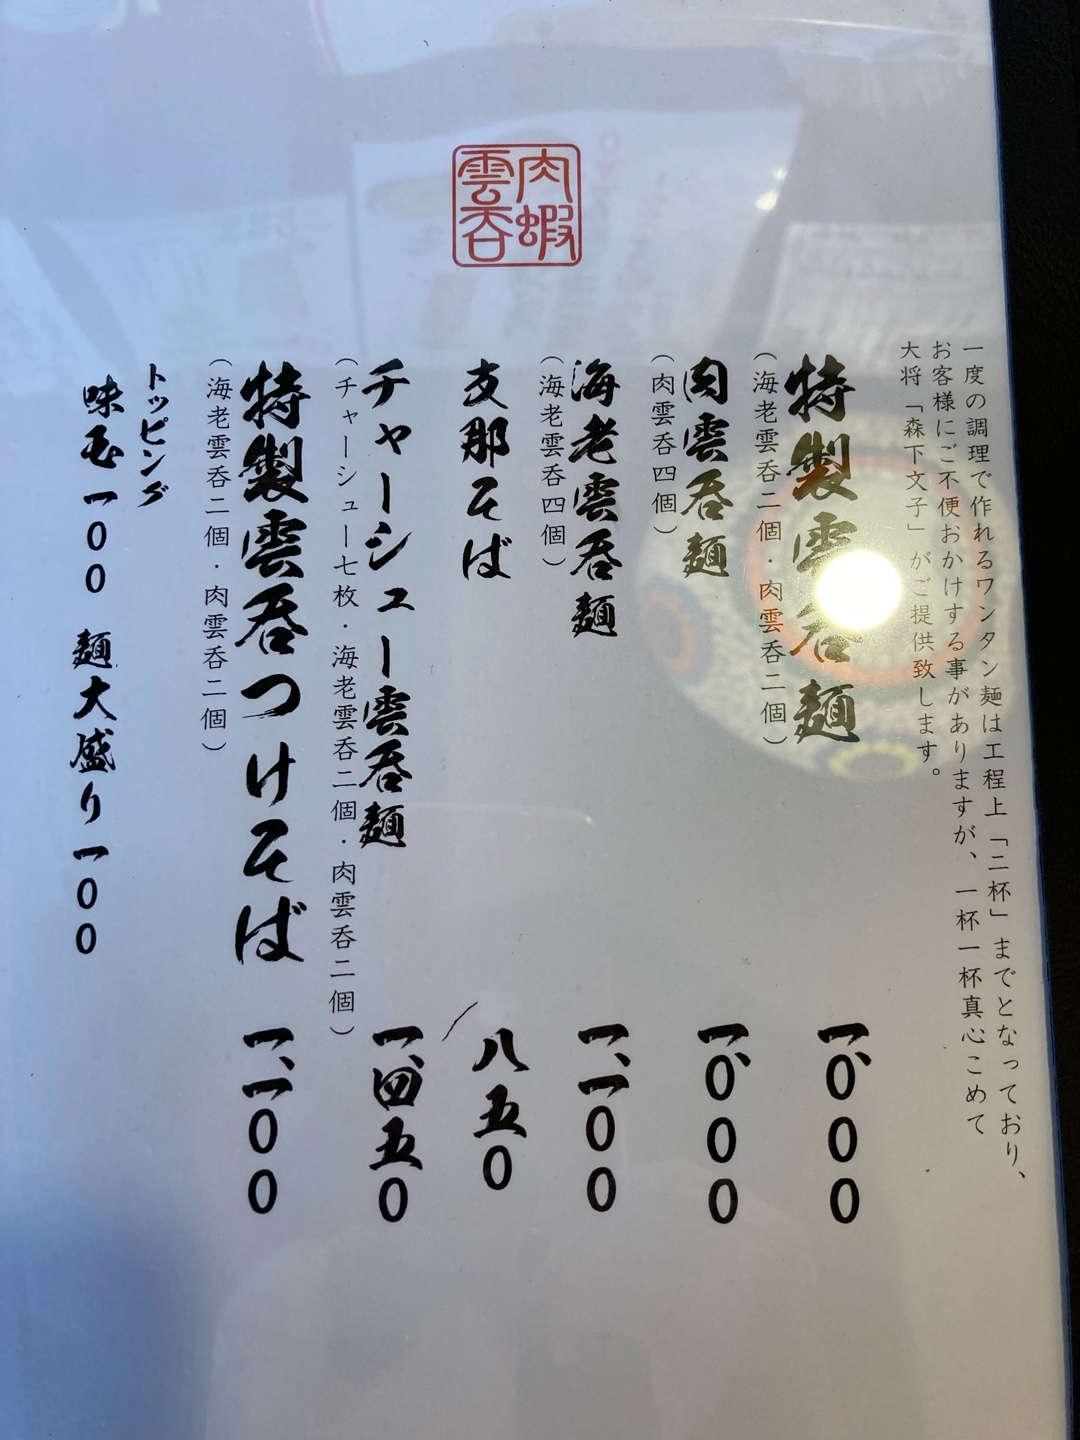 肉蝦
雲呑
一度の調理で作れるワンタン麺は工程上「二杯」までとなっており、
お客様にご不便おかけする事がありますが、一杯一杯真心こめて
大将「森下文子」がご提供致します。
特製雲呑麺 一、〇〇〇
(海老雲呑二個・肉雲呑二個)
肉雲呑麺 一、〇〇〇
(肉雲呑四個)
海老雲呑麺 一、一〇〇
(海老雲呑四個)
支那そば 八五〇
チャーシュー雲呑麺 一、四五〇
(チャーシュー七枚・海老雲呑二個・肉雲呑二個)
特製雲呑つけそば 一、一〇〇
(海老雲呑二個・肉雲呑二個)
トッピング
味玉一〇〇 麺大盛り一〇〇